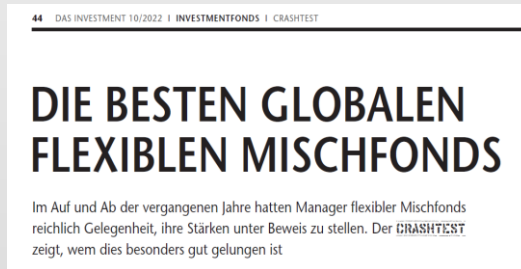 44 DAS INVESTMENT 10/2022 I INVESTMENTFONDS I CRASHTEST
DIE BESTEN GLOBALEN
FLEXIBLEN MISCHFONDS
Im Auf und Ab der vergangenen Jahre hatten Manager flexibler Mischfonds
reichlich Gelegenheit, ihre Stärken unter Beweis zu stellen. Der CRASHTEST
zeigt, wem dies besonders gut gelungen ist